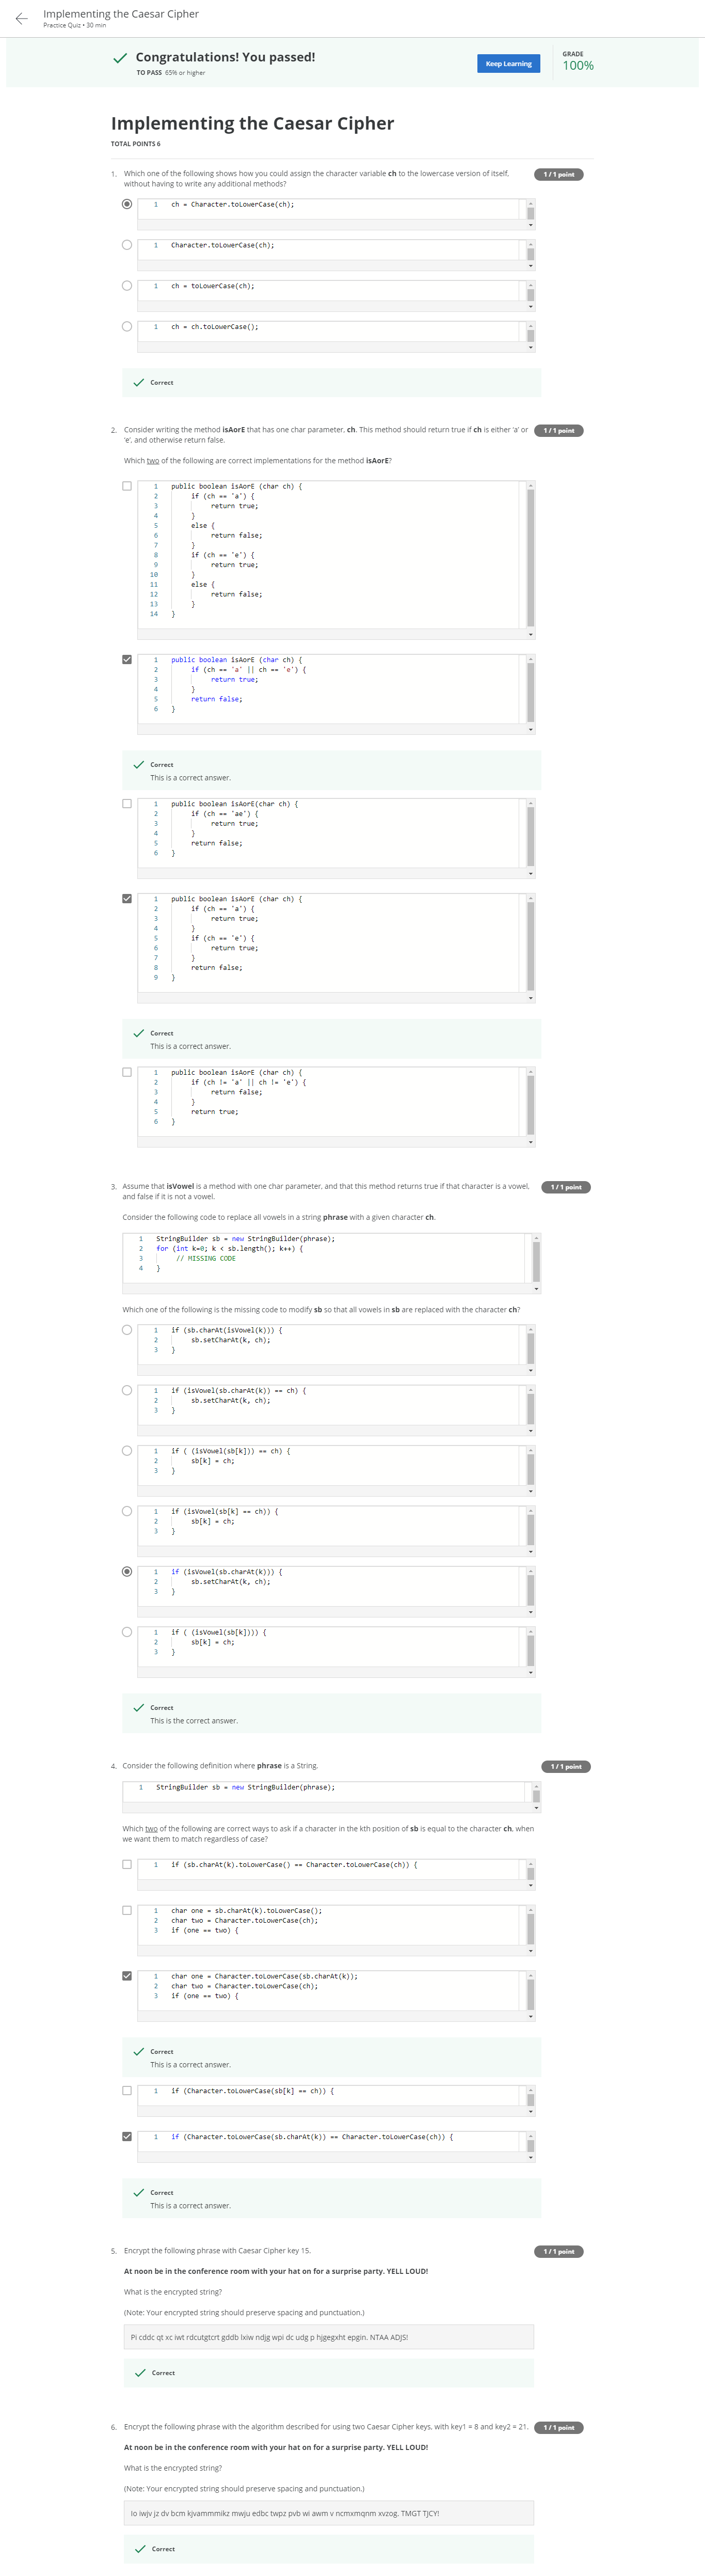 Implementing the Caesar Cipher
Practice Quiz • 30 min
Congratulations! You passed!
TO PASS 65% or higher
Keep Learning
GRADE
100%
Implementing the Caesar Cipher
TOTAL POINTS 6
1. Which one of the following shows how you could assign the character variable ch to the lowercase version of itself,
without having to write any additional methods?
1 / 1 point
1 ch = Character.toLowerCase(ch);
1 Character.toLowerCase(ch);
1 ch = toLowerCase(ch);
1 ch = ch.toLowerCase();
Correct
2. Consider writing the method isAorE that has one char parameter, ch. This method should return true if ch is either 'a' or
'e', and otherwise return false.
1 / 1 point
Which two of the following are correct implementations for the method isAorE?
1 public boolean isAorE (char ch) {
2 if (ch == 'a') {
3 return true;
4 }
5 else {
6 return false;
7 }
8 if (ch == 'e') {
9 return true;
10 }
11 else {
12 return false;
13 }
14 }
1 public boolean isAorE (char ch) {
2 if (ch == 'a' || ch == 'e') {
3 return true;
4 }
5 return false;
6 }
Correct
This is a correct answer.
1 public boolean isAorE(char ch) {
2 if (ch == 'ae') {
3 return true;
4 }
5 return false;
6 }
1 public boolean isAorE (char ch) {
2 if (ch == 'a') {
3 return true;
4 }
5 if (ch == 'e') {
6 return true;
7 }
8 return false;
9 }
Correct
This is a correct answer.
1 public boolean isAorE (char ch) {
2 if (ch != 'a' || ch != 'e') {
3 return false;
4 }
5 return true;
6 }
3. Assume that isVowel is a method with one char parameter, and that this method returns true if that character is a vowel,
and false if it is not a vowel.
1 / 1 point
Consider the following code to replace all vowels in a string phrase with a given character ch.
1 StringBuilder sb = new StringBuilder(phrase);
2 for (int k=0; k < sb.length(); k++) {
3 // MISSING CODE
4 }
Which one of the following is the missing code to modify sb so that all vowels in sb are replaced with the character ch?
1 if (sb.charAt(isVowel(k))) {
2 sb.setCharAt(k, ch);
3 }
1 if (isVowel(sb.charAt(k)) == ch) {
2 sb.setCharAt(k, ch);
3 }
1 if ( (isVowel(sb[k])) == ch) {
2 sb[k] = ch;
3 }
1 if (isVowel(sb[k] == ch)) {
2 sb[k] = ch;
3 }
1 if (isVowel(sb.charAt(k))) {
2 sb.setCharAt(k, ch);
3 }
1 if ( (isVowel(sb[k]))) {
2 sb[k] = ch;
3 }
Correct
This is the correct answer.
4. Consider the following definition where phrase is a String.
1 / 1 point
1 StringBuilder sb = new StringBuilder(phrase);
Which two of the following are correct ways to ask if a character in the kth position of sb is equal to the character ch, when
we want them to match regardless of case?
1 if (sb.charAt(k).toLowerCase() == Character.toLowerCase(ch)) {
1 char one = sb.charAt(k).toLowerCase();
2 char two = Character.toLowerCase(ch);
3 if (one == two) {
1 char one = Character.toLowerCase(sb.charAt(k));
2 char two = Character.toLowerCase(ch);
3 if (one == two) {
Correct
This is a correct answer.
1 if (Character.toLowerCase(sb[k] == ch)) {
1 if (Character.toLowerCase(sb.charAt(k)) == Character.toLowerCase(ch)) {
Correct
This is a correct answer.
5. Encrypt the following phrase with Caesar Cipher key 15.
1 / 1 point
At noon be in the conference room with your hat on for a surprise party. YELL LOUD!
What is the encrypted string?
(Note: Your encrypted string should preserve spacing and punctuation.)
Pi cddc qt xc iwt rdcutgtcrt gddb lxiw ndjg wpi dc udg p hjgegxht epgin. NTAA ADJS!
Correct
6. Encrypt the following phrase with the algorithm described for using two Caesar Cipher keys, with key1 = 8 and key2 = 21.
1 / 1 point
At noon be in the conference room with your hat on for a surprise party. YELL LOUD!
What is the encrypted string?
(Note: Your encrypted string should preserve spacing and punctuation.)
Io iwjv jz dv bcm kjvammmikz mwju edbc twpz pvb wi awm v ncmxmqnm xvzog. TMGT TJCY!
Correct